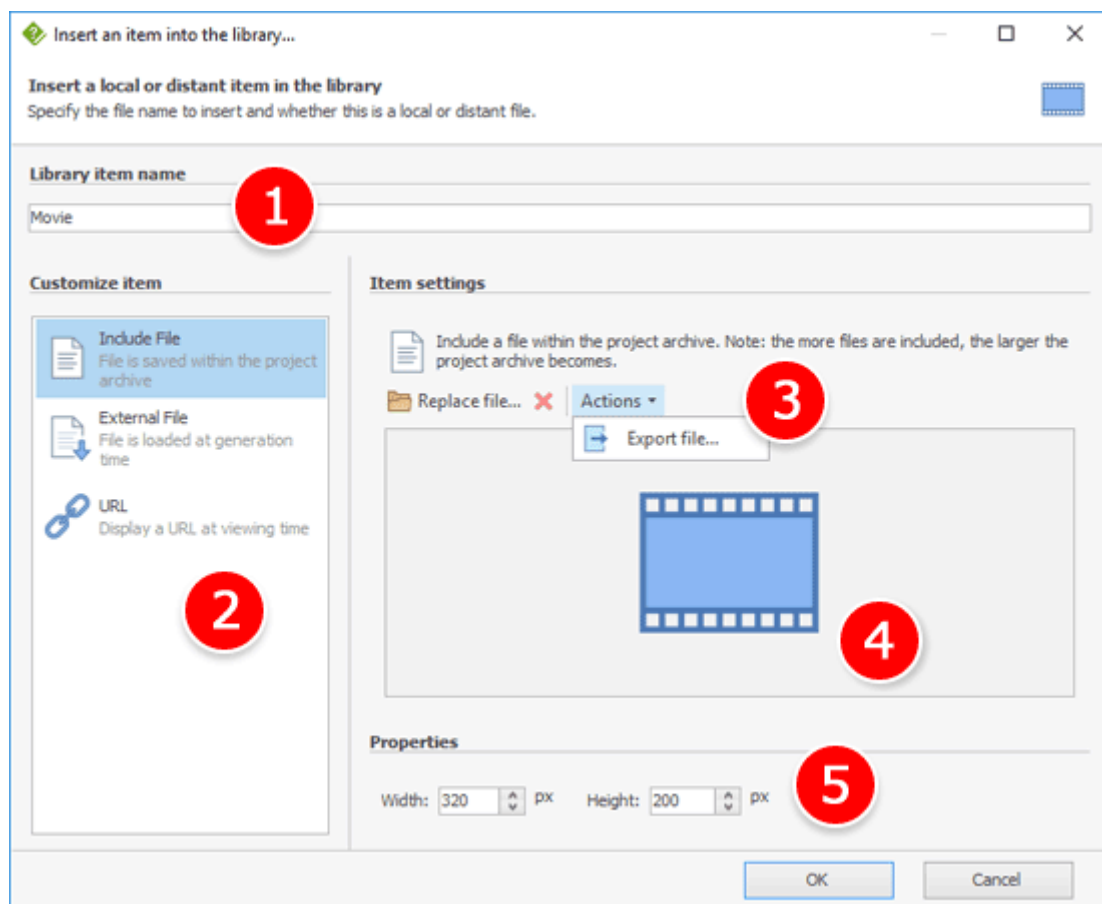 Insert an item into the library...
Insert a local or distant item in the library
Specify the file name to insert and whether this is a local or distant file.
Library item name
1
Movie
Customize item
Include File
File is saved within the project
archive
External File
File is loaded at generation
time
URL
Display a URL at viewing time
2
Item settings
Include a file within the project archive. Note: the more files are included, the larger the
project archive becomes.
Replace file... Actions
3
Export file...
4
Properties
Width: 320 px Height: 200 px
5
OK Cancel